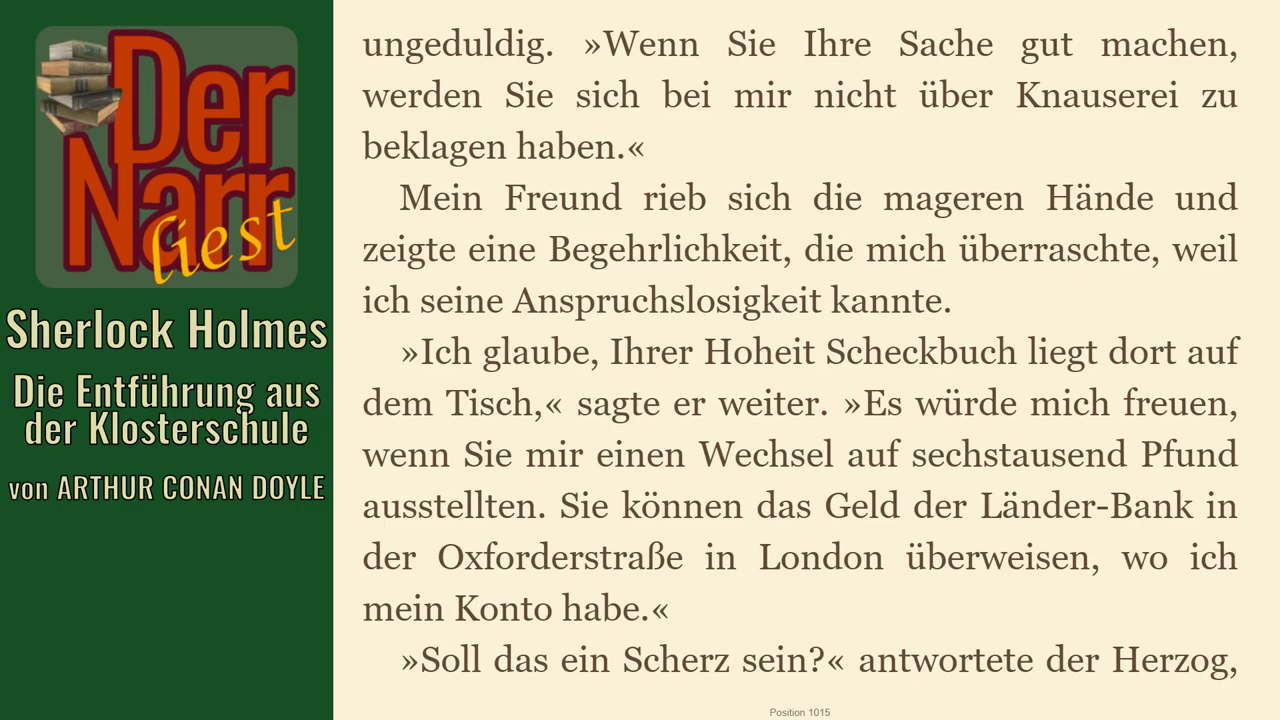 Der
Narr
liest
Sherlock Holmes
Die Entführung aus
der Klosterschule
von ARTHUR CONAN DOYLE
ungeduldig. »Wenn Sie Ihre Sache gut machen,
werden Sie sich bei mir nicht über Knauserei zu
beklagen haben.«
Mein Freund rieb sich die mageren Hände und
zeigte eine Begehrlichkeit, die mich überraschte, weil
ich seine Anspruchslosigkeit kannte.
»Ich glaube, Ihrer Hoheit Scheckbuch liegt dort auf
dem Tisch,« sagte er weiter. »Es würde mich freuen,
wenn Sie mir einen Wechsel auf sechstausend Pfund
ausstellten. Sie können das Geld der Länder-Bank in
der Oxforderstraße in London überweisen, wo ich
mein Konto habe.«
»Soll das ein Scherz sein?« antwortete der Herzog,
Position 1015